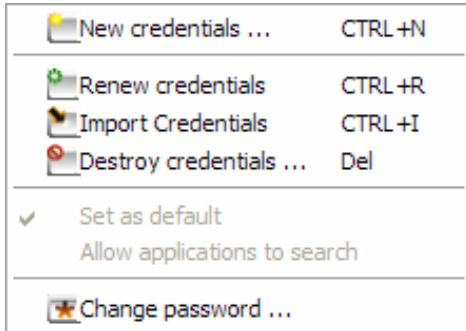 New credentials ... CTRL+N
Renew credentials CTRL+R
Import Credentials CTRL+I
Destroy credentials ... Del
Set as default
Allow applications to search
Change password ...